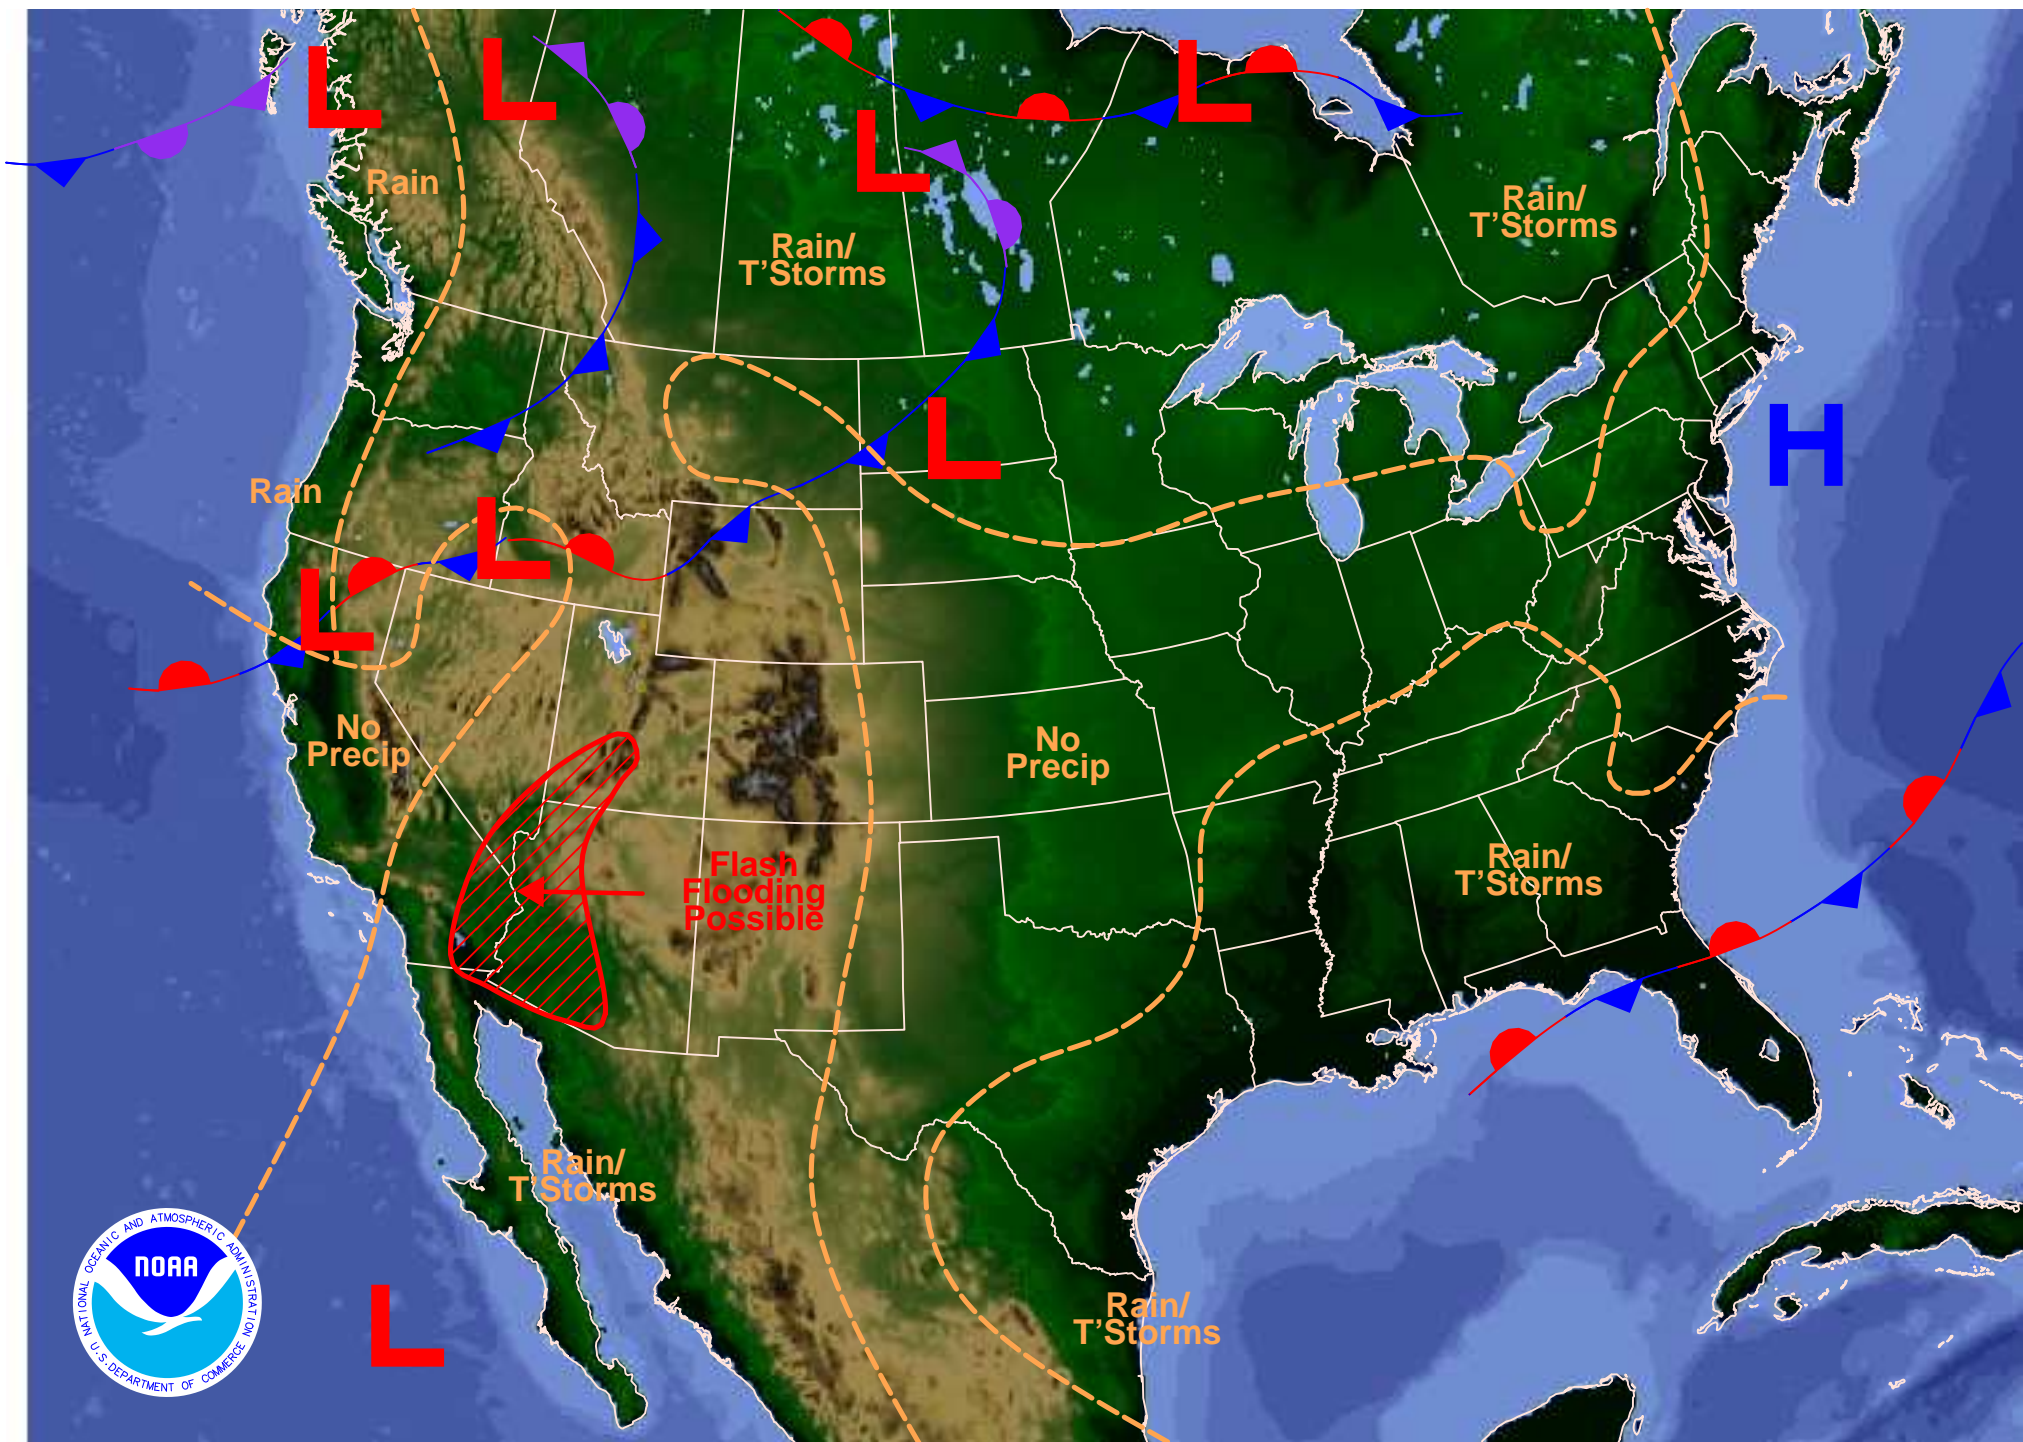 L
L
L
L
Rain
Rain/
T'Storms
Rain/
T'Storms
Rain
L
H
L
L
No
Precip
No
Precip
Flash
Flooding
Possible
Rain/
T'Storms
Rain/
T'Storms
Rain/
T'Storms
L
NATIONAL OCEANIC AND ATMOSPHERIC ADMINISTRATION
NOAA
U.S. DEPARTMENT OF COMMERCE